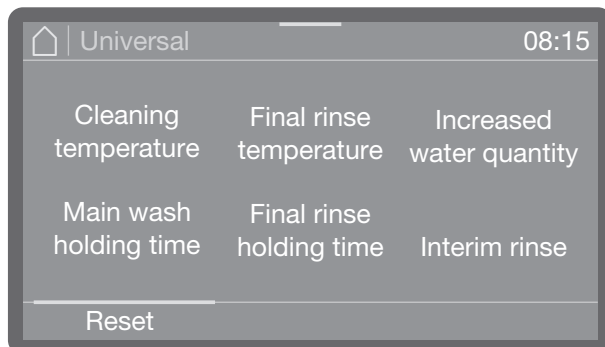 Universal 08:15
Cleaning temperature
Final rinse temperature
Increased water quantity
Main wash holding time
Final rinse holding time
Interim rinse
Reset